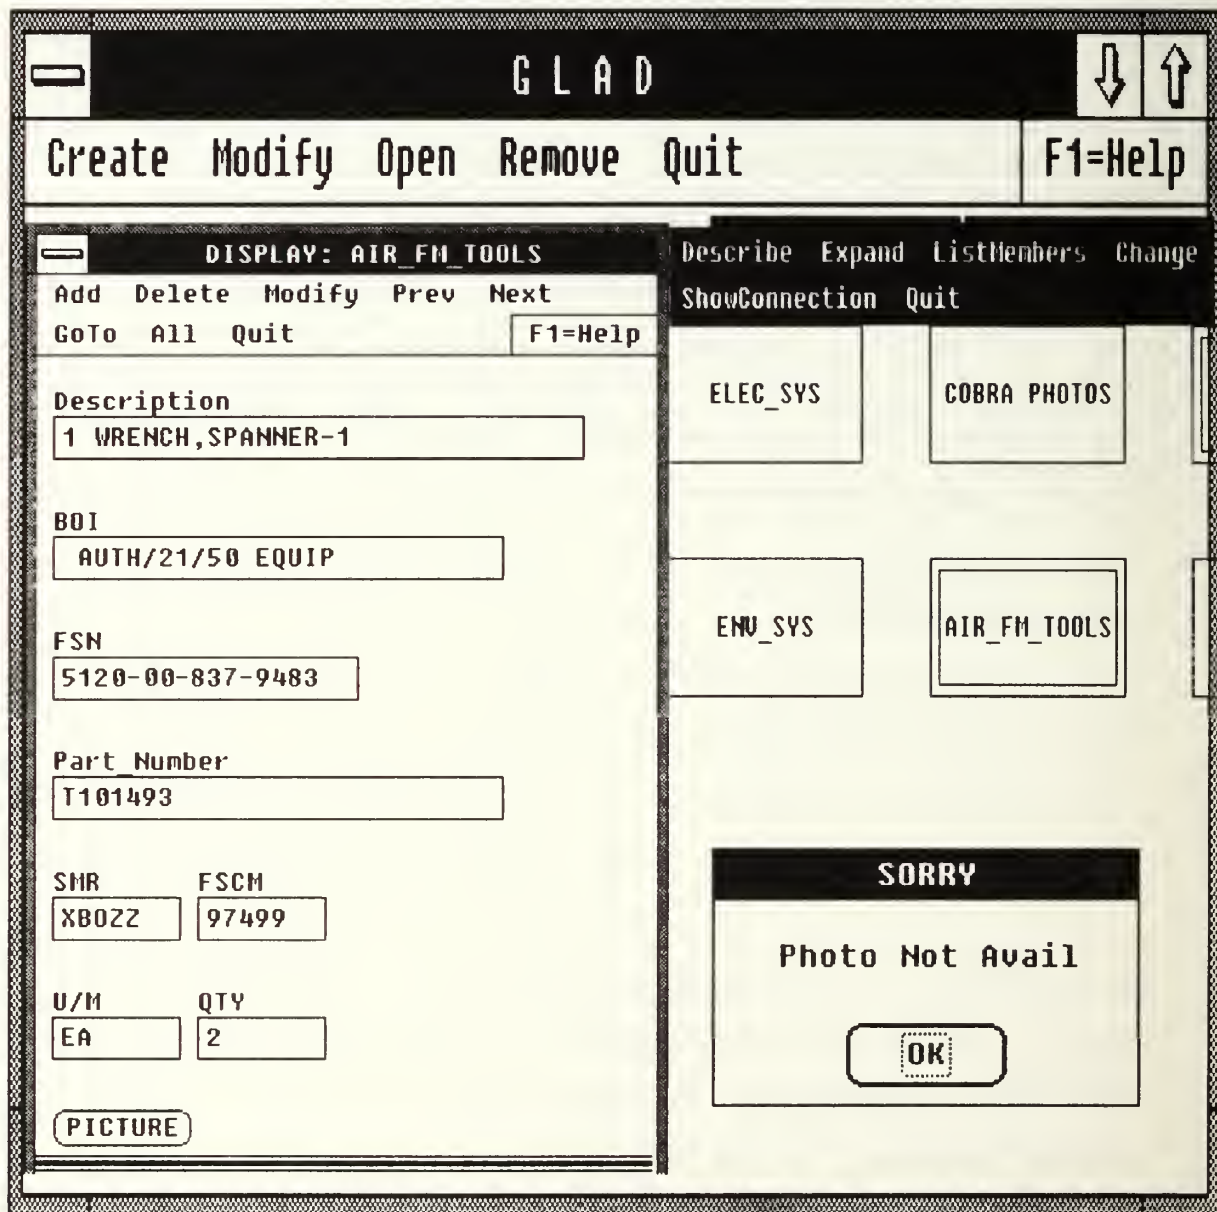 GLAD
Create Modify Open Remove Quit F1=Help
DISPLAY: AIR_FM_TOOLS
Add Delete Modify Prev Next
GoTo All Quit F1=Help
Description
1 WRENCH,SPANNER-1
BOI
AUTH/21/50 EQUIP
FSN
5120-00-837-9483
Part_Number
T101493
SMR FSCM
XBOZZ 97499
U/M QTY
EA 2
PICTURE
Describe Expand ListMembers Change
ShowConnection Quit
ELEC_SYS COBRA PHOTOS
ENV_SYS AIR_FM_TOOLS
SORRY
Photo Not Avail
OK